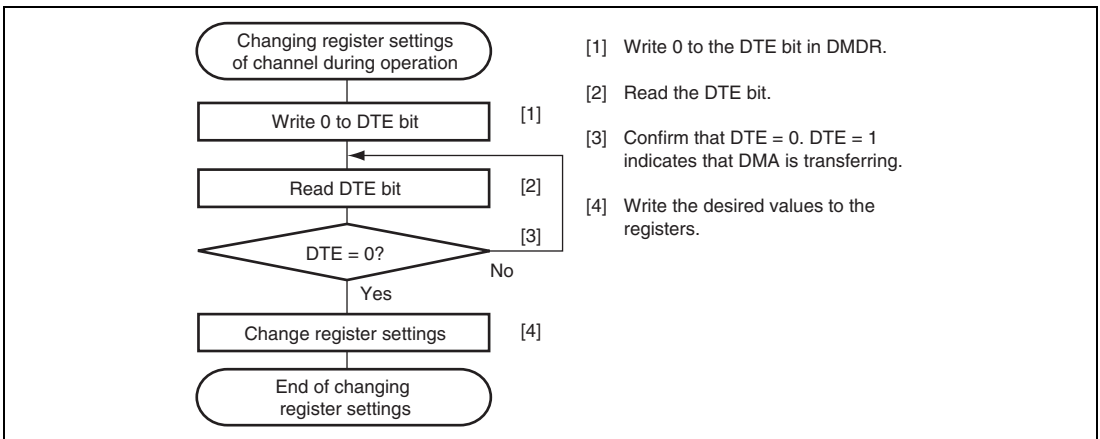 Changing register settings
of channel during operation
Write 0 to DTE bit
[1]
Read DTE bit
[2]
DTE = 0?
[3]
No
Yes
Change register settings
[4]
End of changing
register settings
[1] Write 0 to the DTE bit in DMDR.
[2] Read the DTE bit.
[3] Confirm that DTE = 0. DTE = 1
indicates that DMA is transferring.
[4] Write the desired values to the
registers.